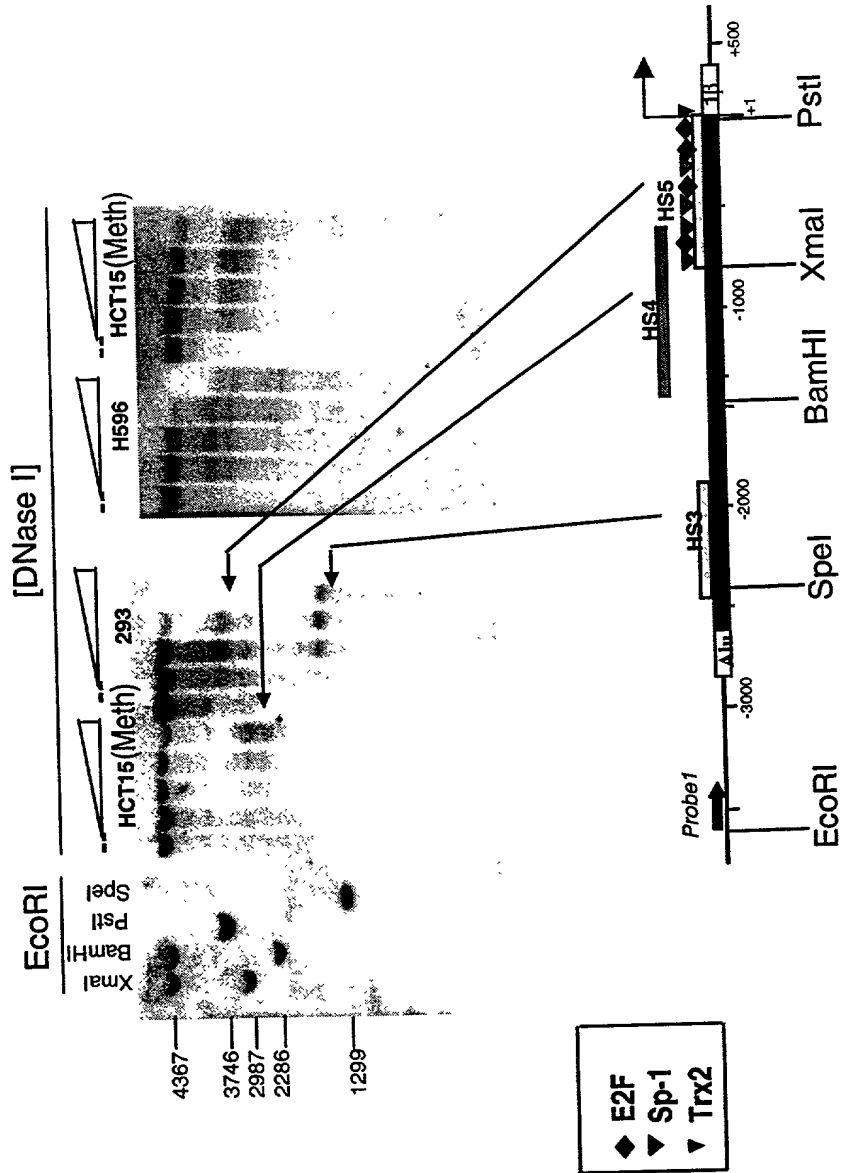 [DNase I]
EcoRI
HCT15(Meth)
293
H596
HCT15(Meth)
XmaI
BamHI
PstI
SpeI
4367
3746
2987
2286
1299
HS3
HS4
HS5
Probe1
Alu
1β
-3000
-2000
-1000
+1
+500
EcoRI
SpeI
BamHI
XmaI
PstI
E2F
Sp-1
Trx2